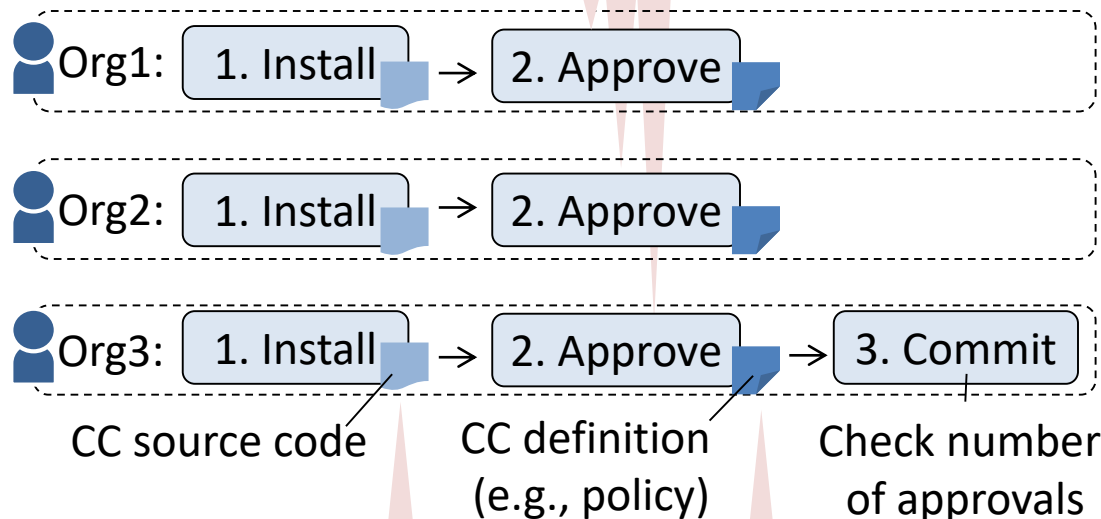 Org1: 1. Install → 2. Approve
Org2: 1. Install → 2. Approve
Org3: 1. Install → 2. Approve → 3. Commit
CC source code
CC definition
(e.g., policy)
Check number
of approvals